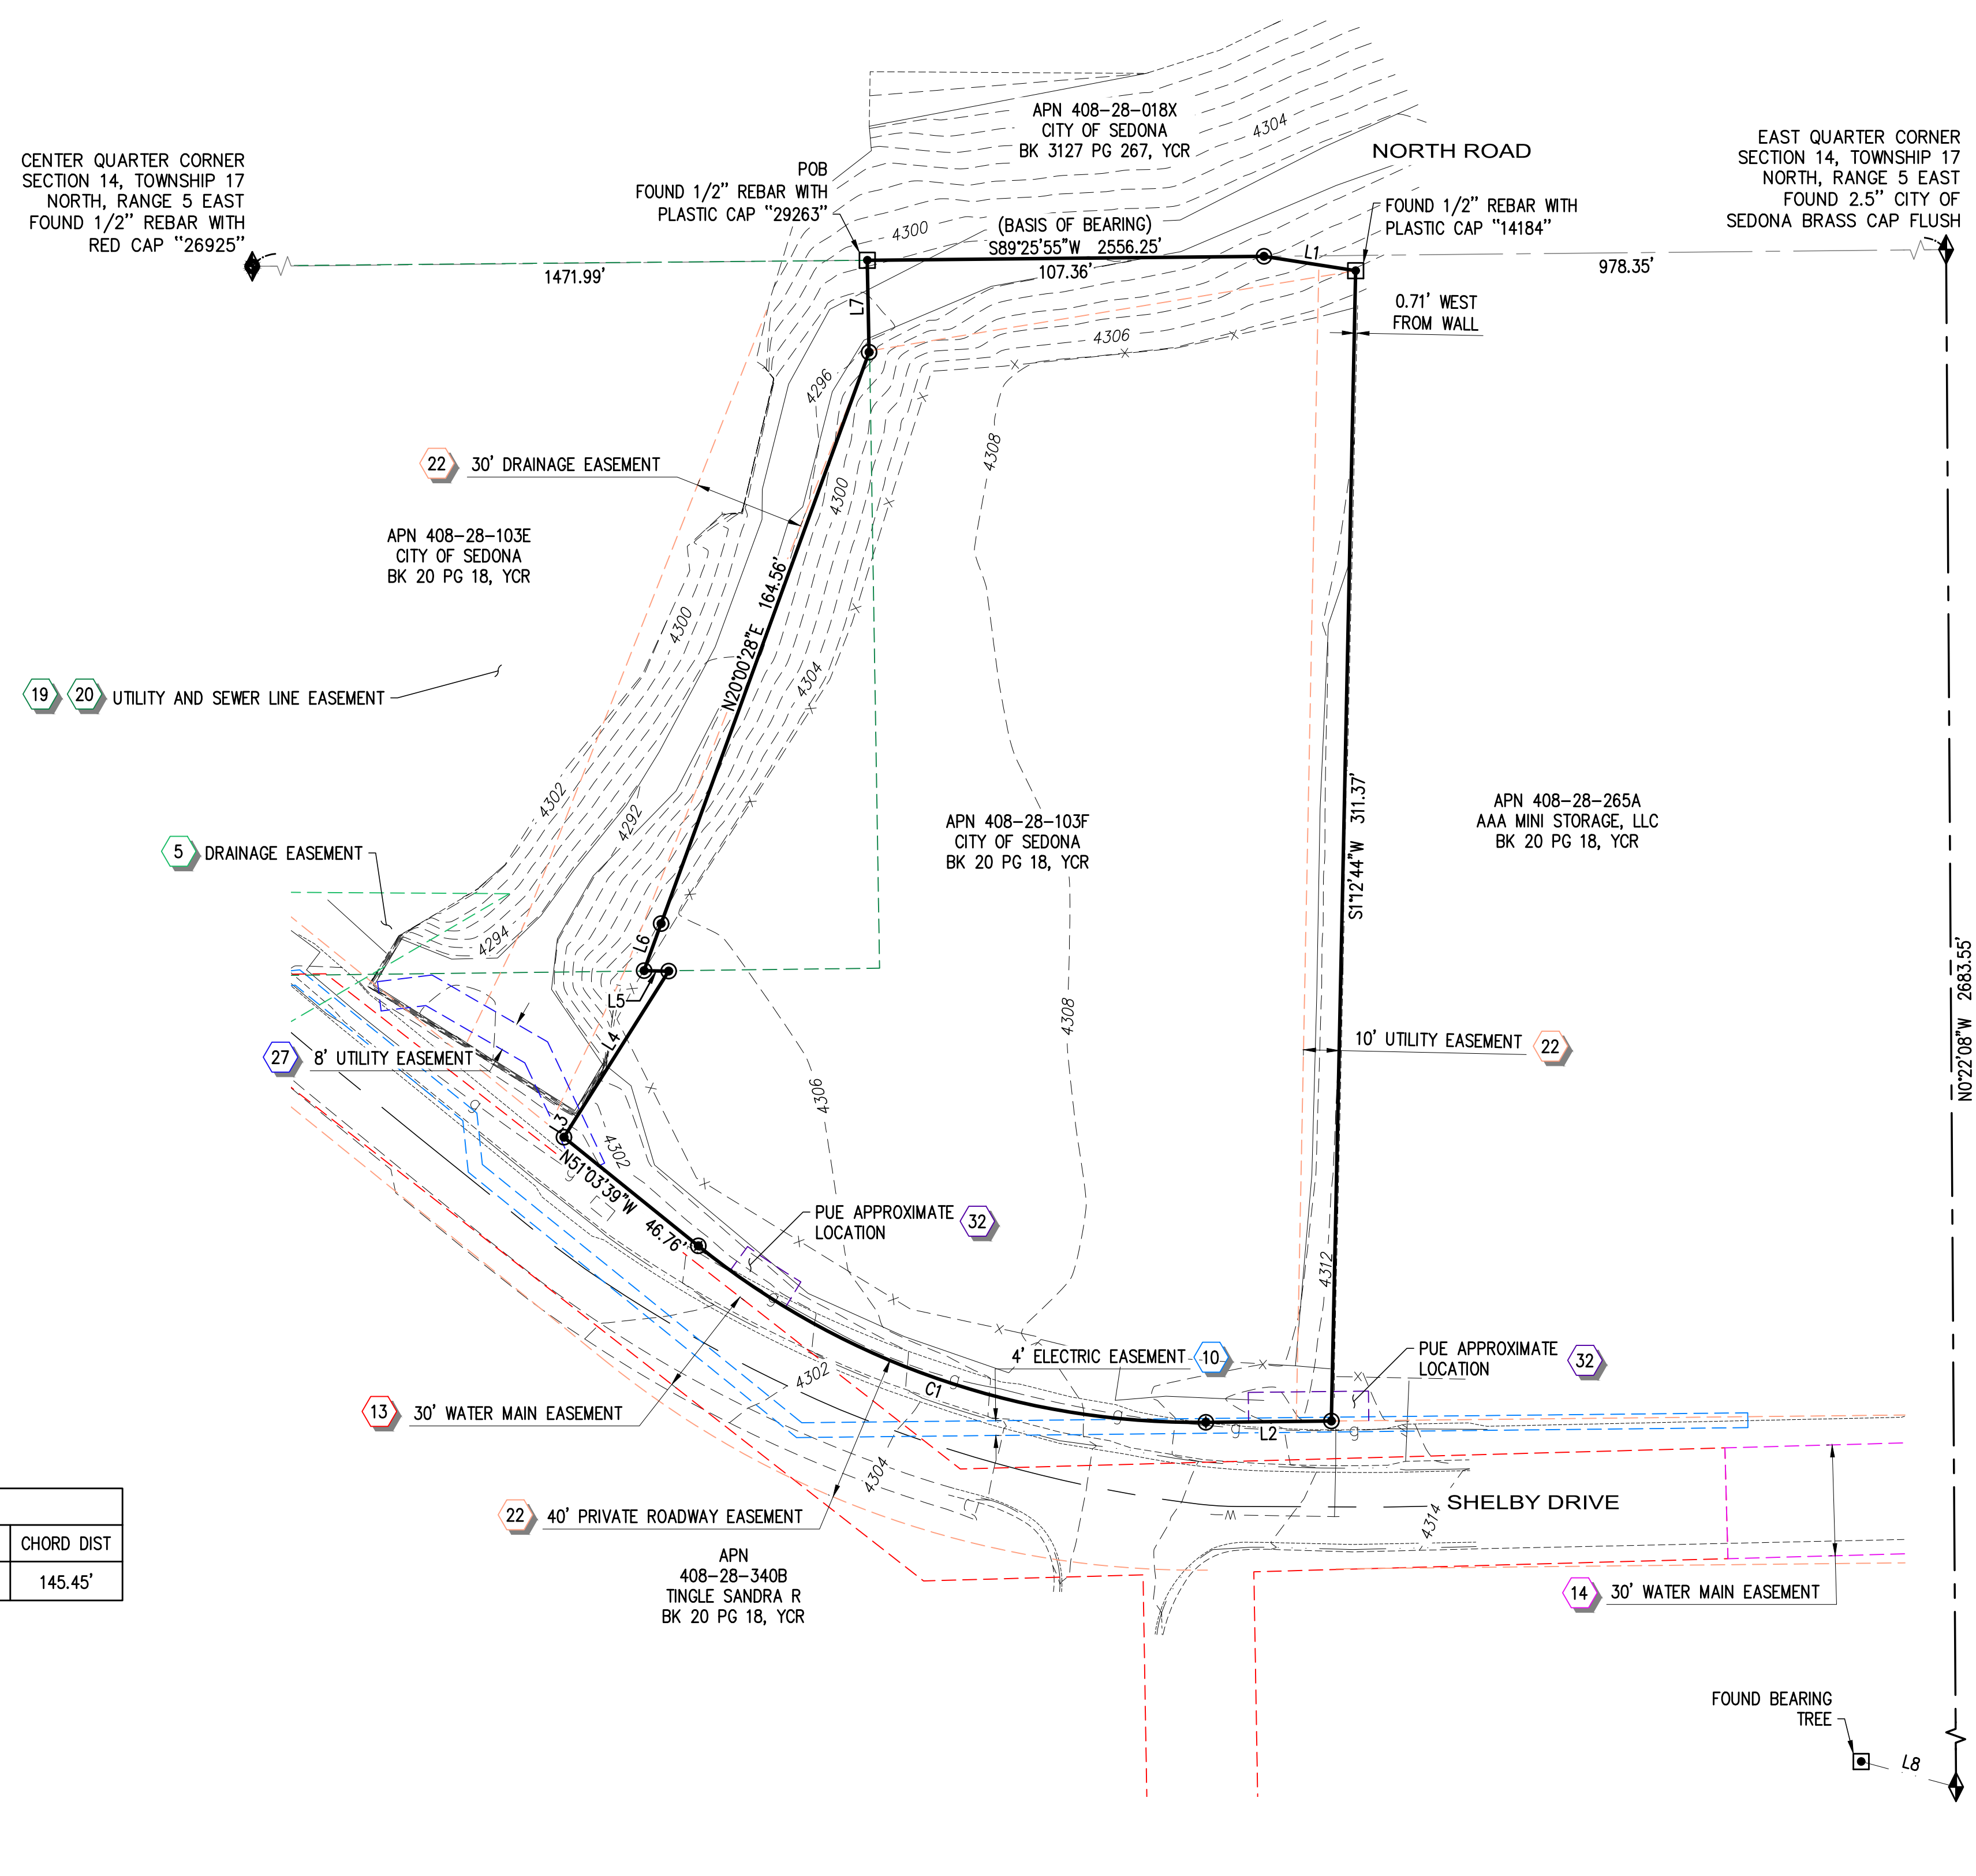 APN 408-28-018X
CITY OF SEDONA
BK 3127 PG 267, YCR
4304
NORTH ROAD
CENTER QUARTER CORNER
SECTION 14, TOWNSHIP 17
NORTH, RANGE 5 EAST
FOUND 1/2" REBAR WITH
RED CAP "26925"
POB
FOUND 1/2" REBAR WITH
PLASTIC CAP "29263"
EAST QUARTER CORNER
SECTION 14, TOWNSHIP 17
NORTH, RANGE 5 EAST
FOUND 2.5" CITY OF
SEDONA BRASS CAP FLUSH
FOUND 1/2" REBAR WITH
PLASTIC CAP "14184"
4300
(BASIS OF BEARING)
S89°25'55"W 2556.25'
107.36'
L1
1471.99'
978.35'
L7
0.71' WEST
FROM WALL
4306
4296
4308
22 30' DRAINAGE EASEMENT
4300
APN 408-28-103E
CITY OF SEDONA
BK 20 PG 18, YCR
N20°00'28"E 164.56'
4300
4304
19 20 UTILITY AND SEWER LINE EASEMENT
4302
4292
APN 408-28-103F
CITY OF SEDONA
BK 20 PG 18, YCR
S1°12'44"W 311.37'
APN 408-28-265A
AAA MINI STORAGE, LLC
BK 20 PG 18, YCR
5 DRAINAGE EASEMENT
4294
L6
L5
L4
4308
N0°22'08"W 2683.55'
10' UTILITY EASEMENT 22
27 8' UTILITY EASEMENT
g
4306
L3
4302
g
N51°03'39"W 46.76'
PUE APPROXIMATE
LOCATION
32
4312
g
4' ELECTRIC EASEMENT 10
PUE APPROXIMATE
LOCATION
32
4302
C1
g
g
g
L2
g
13 30' WATER MAIN EASEMENT
4304
SHELBY DRIVE
W
4314
22 40' PRIVATE ROADWAY EASEMENT
CHORD DIST
145.45'
APN
408-28-340B
TINGLE SANDRA R
BK 20 PG 18, YCR
14 30' WATER MAIN EASEMENT
FOUND BEARING
TREE
L8